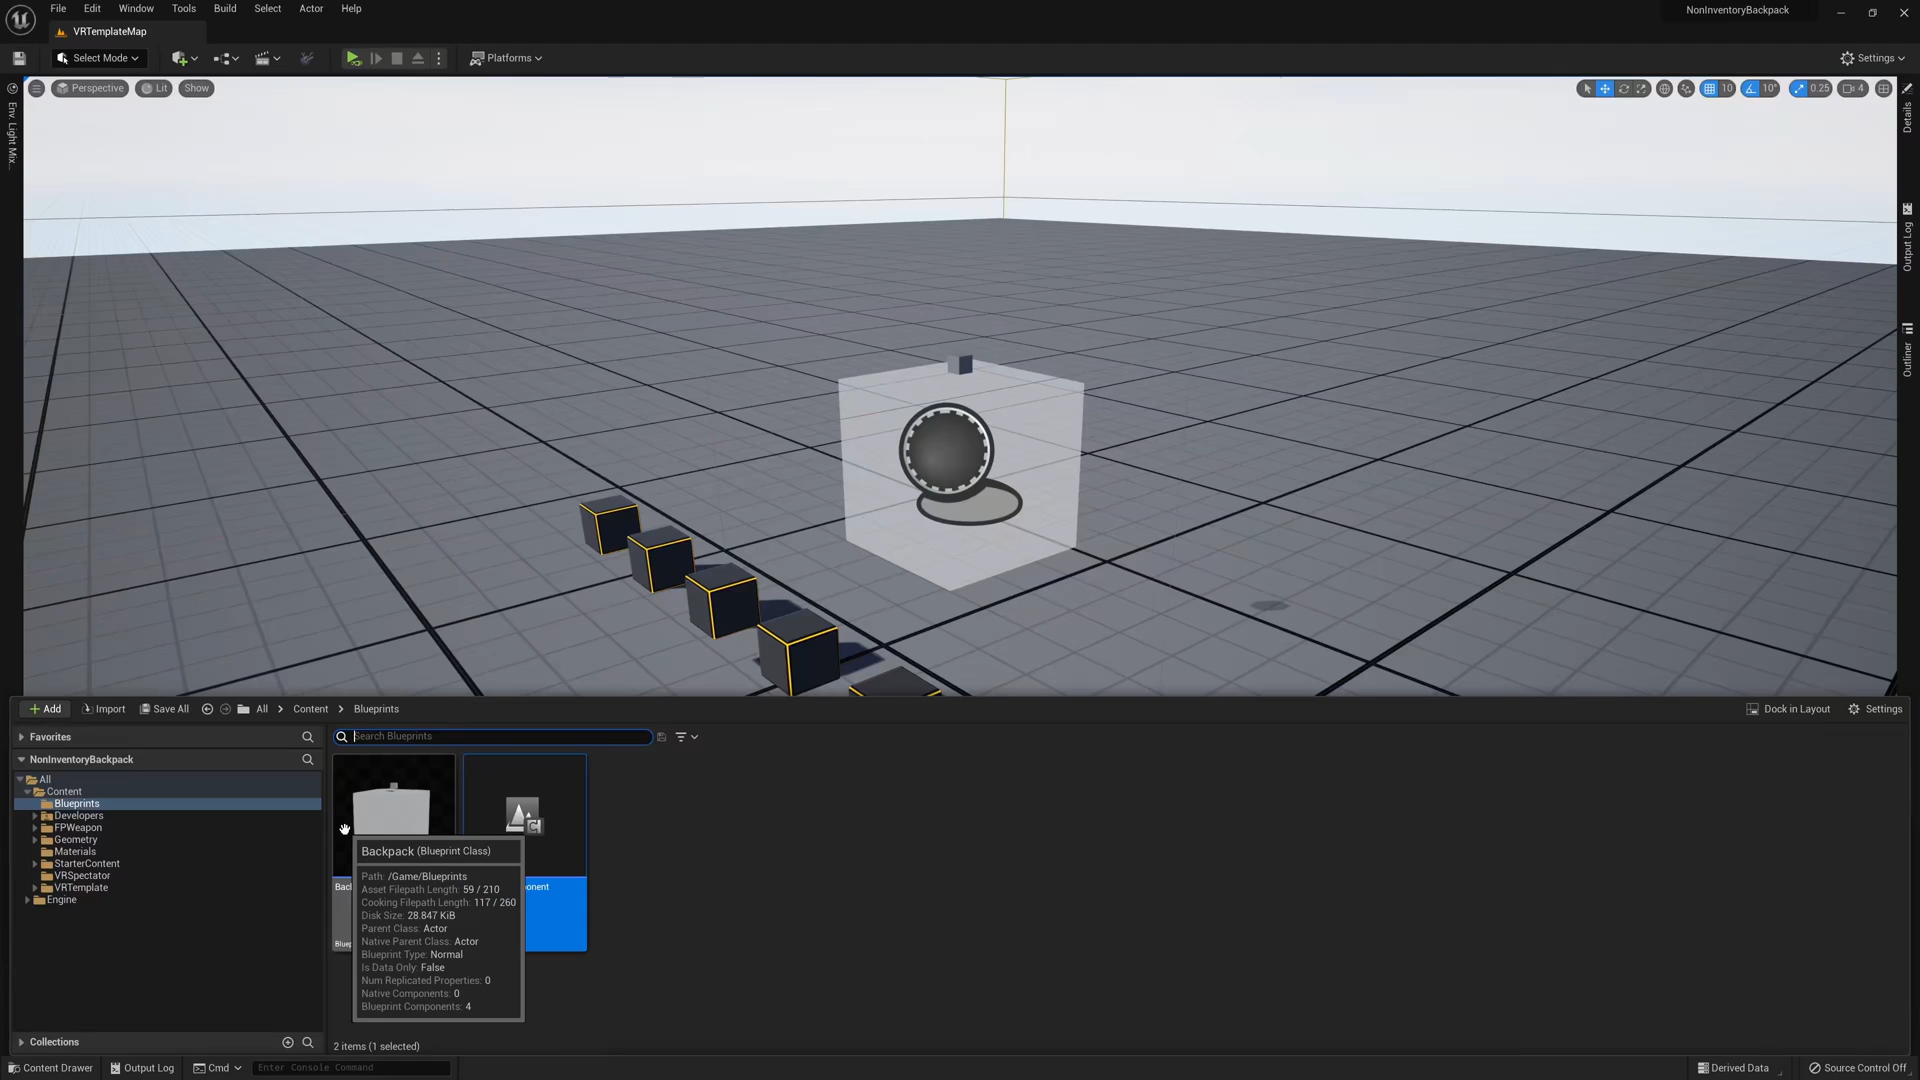 File Edit Window Tools Build Select Actor Help
NonInventoryBackpack
VRTemplateMap
Select Mode
Platforms
Settings
Perspective Lit Show
10 10° 0.25 4
Env. Light Mix...
Details
Output Log
Outliner
Add Import Save All All Content Blueprints
Dock in Layout Settings
Favorites
Search Blueprints
NonInventoryBackpack
All
Content
Blueprints
Developers
FPWeapon
Geometry
Materials
StarterContent
VRSpectator
VRTemplate
Engine
Backpack (Blueprint Class)
Path: /Game/Blueprints
Asset Filepath Length: 59 / 210
Cooking Filepath Length: 117 / 260
Disk Size: 28.847 KiB
Parent Class: Actor
Native Parent Class: Actor
Blueprint Type: Normal
Is Data Only: False
Num Replicated Properties: 0
Native Components: 0
Blueprint Components: 4
Collections
2 items (1 selected)
Content Drawer Output Log Cmd Enter Console Command
Derived Data Source Control Off